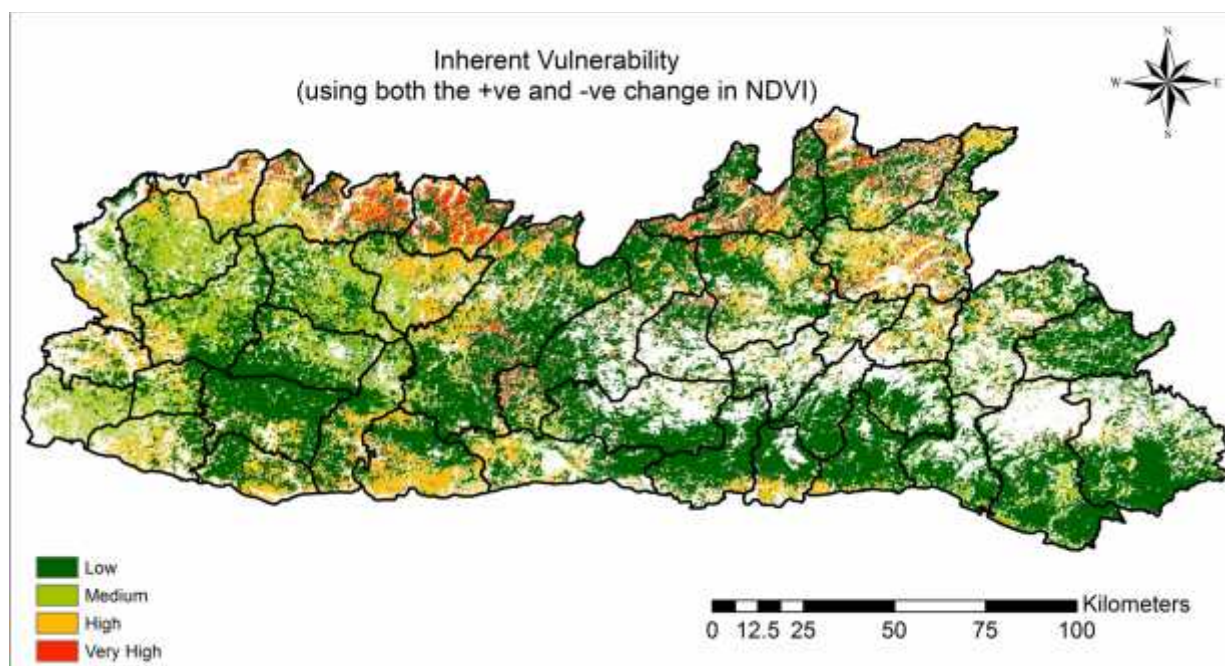 Inherent Vulnerability
(using both the +ve and -ve change in NDVI)
N
W E
S
Low
Medium
High
Very High
Kilometers
0 12.5 25 50 75 100